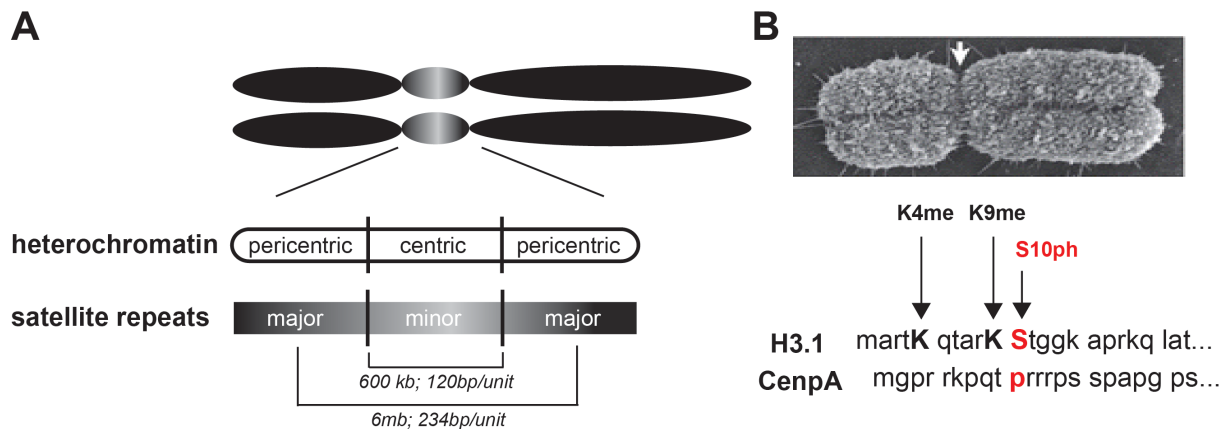 A
heterochromatin
pericentric centric pericentric
satellite repeats
major minor major
600 kb; 120bp/unit
6mb; 234bp/unit
B
K4me K9me
S10ph
H3.1 martK qtarK Stggk aprkq lat...
CenpA mgpr rkpqt prrrps spapg ps...